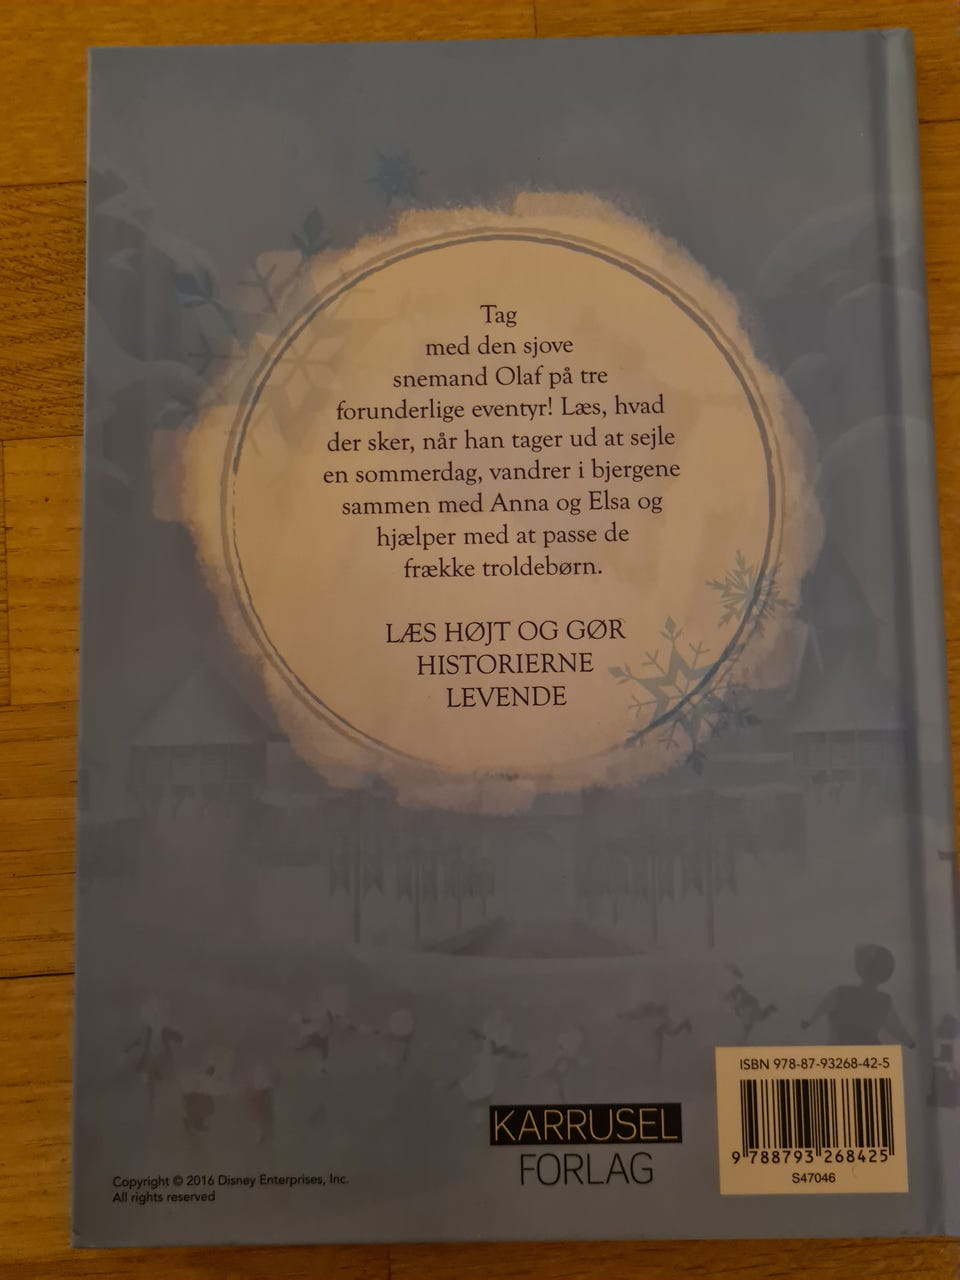 Tag
med den sjove
snemand Olaf på tre
forunderlige eventyr! Læs, hvad
der sker, når han tager ud at sejle
en sommerdag, vandrer i bjergene
sammen med Anna og Elsa og
hjælper med at passe de
frække troldebørn.
LÆS HØJT OG GØR
HISTORIERNE
LEVENDE
ISBN 978-87-93268-42-5
9 788793 268425
S47046
KARRUSEL
FORLAG
Copyright © 2016 Disney Enterprises, Inc.
All rights reserved